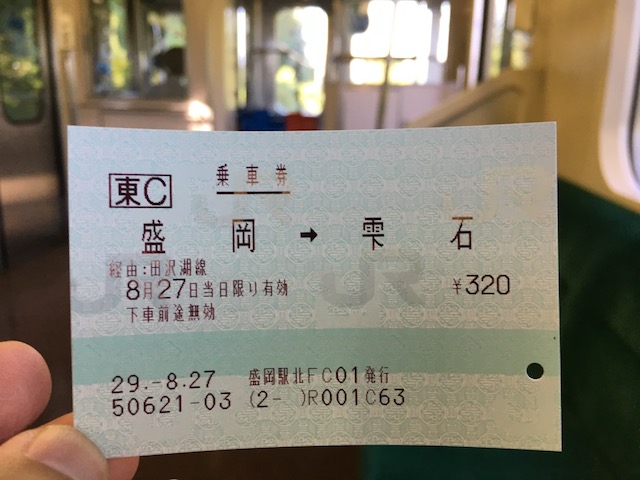 東C 乗車券
盛岡→雫石
経由:田沢湖線
8月27日当日限り有効 ¥320
下車前途無効
JR
29.-8.27 盛岡駅北FC01発行
50621-03 (2- )R001C63